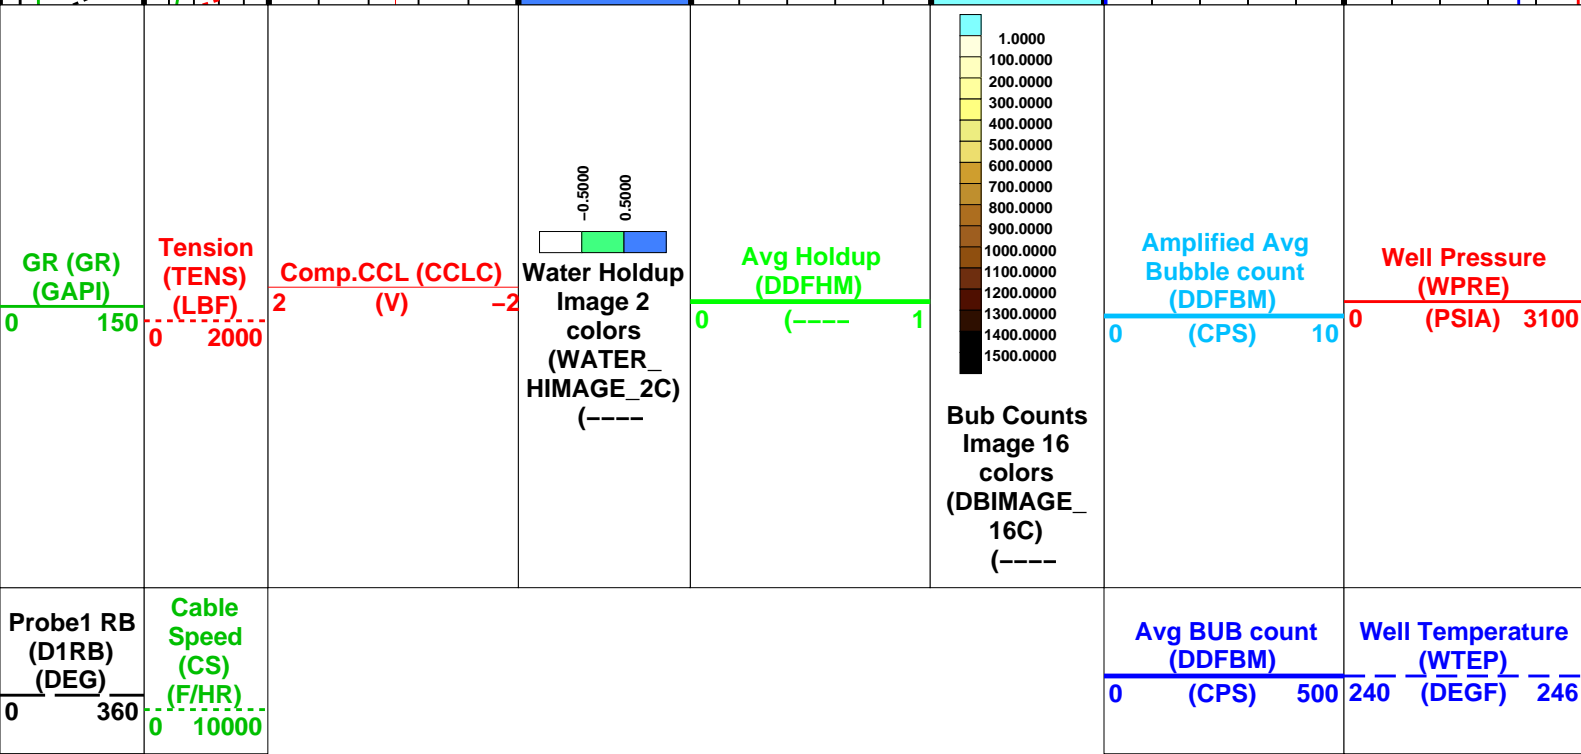 GR (GR)
(GAPI)
0 150
Tension
(TENS)
(LBF)
0 2000
Comp.CCL (CCLC)
2 (V) −2
−0.5000
0.5000
Water Holdup
Image 2
colors
(WATER_
HIMAGE_2C)
(−−−−
Avg Holdup
(DDFHM)
0 (−−−− 1
1.0000
100.0000
200.0000
300.0000
400.0000
500.0000
600.0000
700.0000
800.0000
900.0000
1000.0000
1100.0000
1200.0000
1300.0000
1400.0000
1500.0000
Bub Counts
Image 16
colors
(DBIMAGE_
16C)
(−−−−
Amplified Avg
Bubble count
(DDFBM)
0 (CPS) 10
Well Pressure
(WPRE)
0 (PSIA) 3100
Probe1 RB
(D1RB)
(DEG)
0 360
Cable
Speed
(CS)
(F/HR)
0 10000
Avg BUB count
(DDFBM)
0 (CPS) 500
Well Temperature
(WTEP)
240 (DEGF) 246